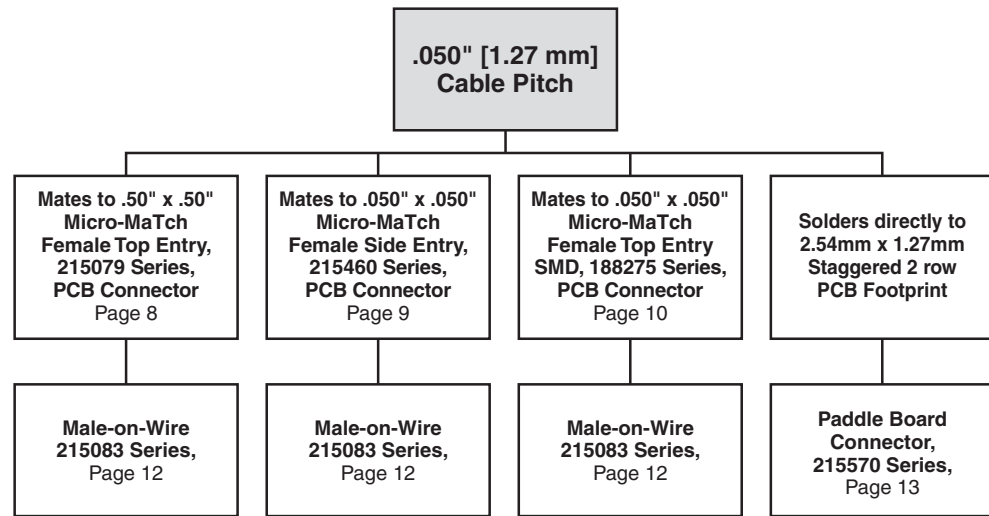 .050" [1.27 mm]
Cable Pitch
Mates to .50" x .50"
Micro-MaTch
Female Top Entry,
215079 Series,
PCB Connector
Page 8
Mates to .050" x .050"
Micro-MaTch
Female Side Entry,
215460 Series,
PCB Connector
Page 9
Mates to .050" x .050"
Micro-MaTch
Female Top Entry
SMD, 188275 Series,
PCB Connector
Page 10
Solders directly to
2.54mm x 1.27mm
Staggered 2 row
PCB Footprint
Male-on-Wire
215083 Series,
Page 12
Male-on-Wire
215083 Series,
Page 12
Male-on-Wire
215083 Series,
Page 12
Paddle Board
Connector,
215570 Series,
Page 13